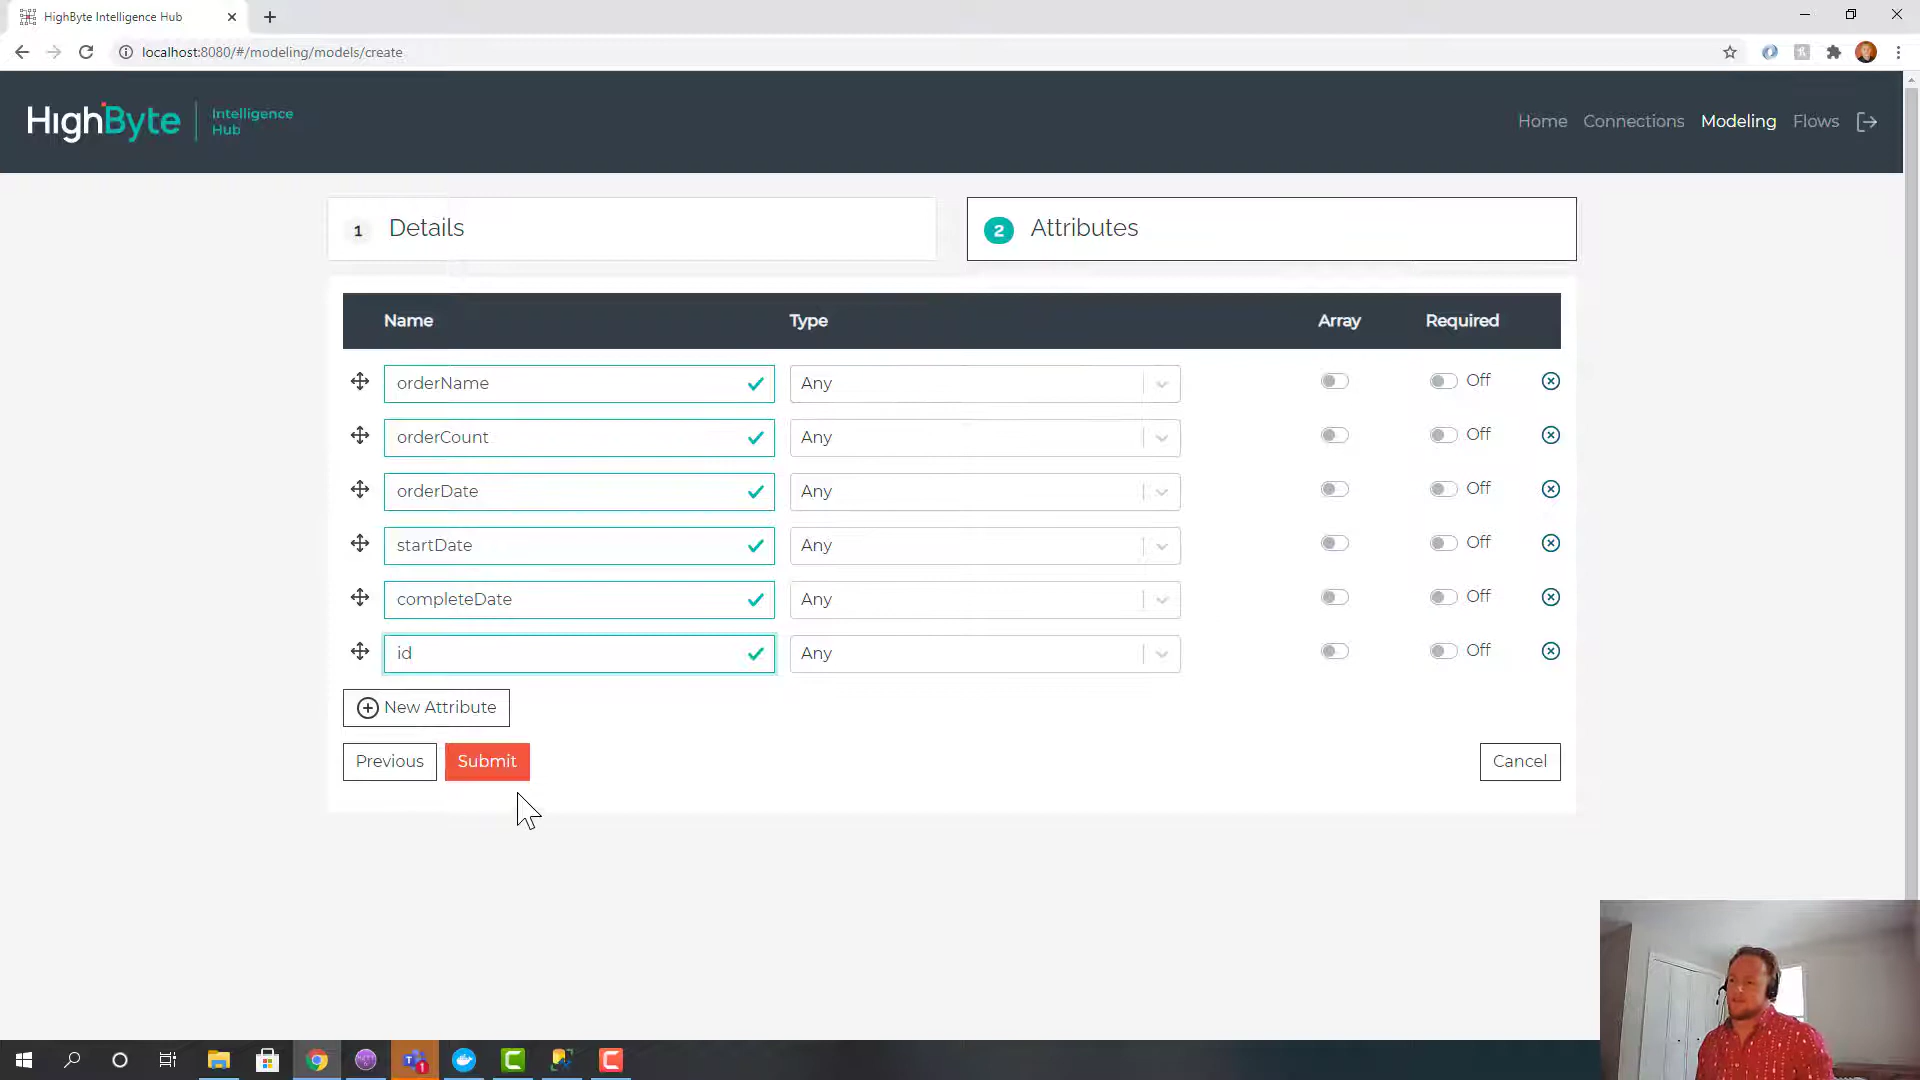 HighByte Intelligence Hub
localhost:8080/#/modeling/models/create
HighByte
Intelligence
Hub
Home
Connections
Modeling
Flows
1
Details
2
Attributes
Name
Type
Array
Required
orderName
Any
Off
orderCount
Any
Off
orderDate
Any
Off
startDate
Any
Off
completeDate
Any
Off
id
Any
Off
New Attribute
Previous
Submit
Cancel